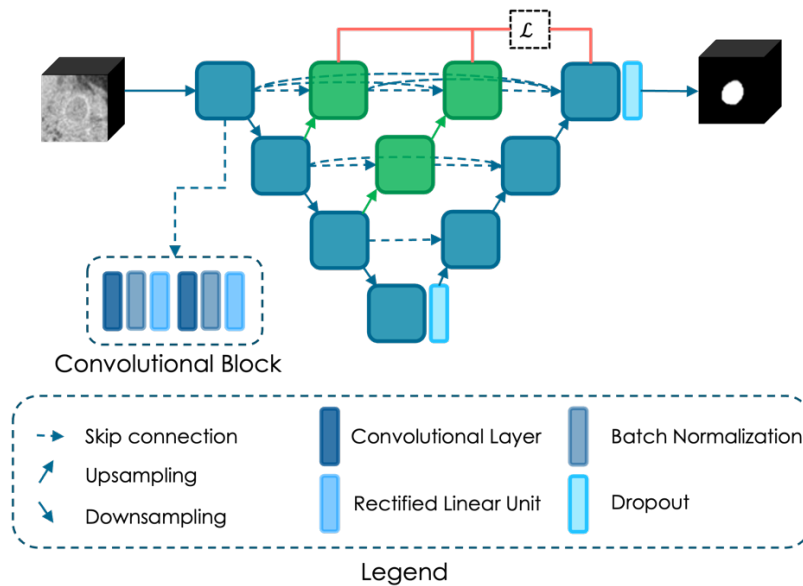 ℒ
Convolutional Block
Skip connection
Upsampling
Downsampling
Convolutional Layer
Rectified Linear Unit
Batch Normalization
Dropout
Legend